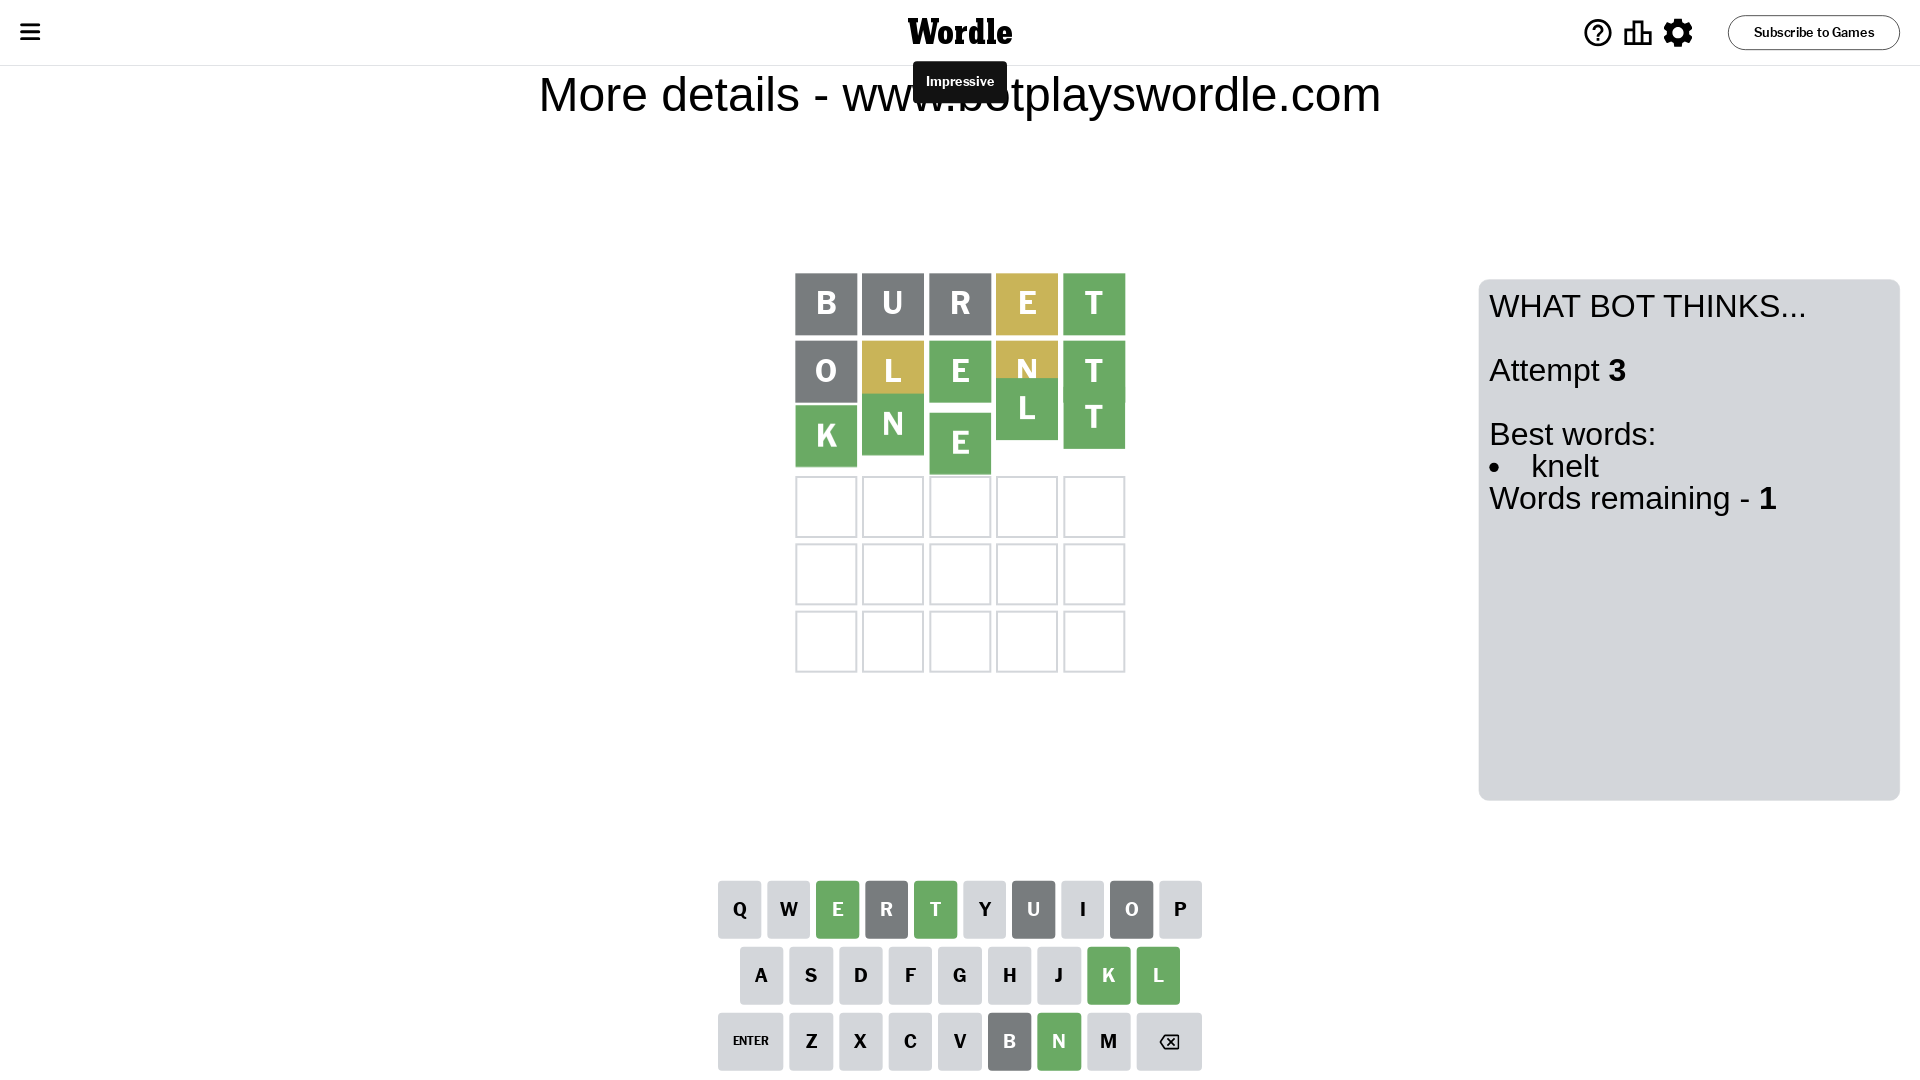 Wordle
Subscribe to Games
Impressive
More details - www.botplayswordle.com
B U R E T
O L E N T
K N E L T
WHAT BOT THINKS...
Attempt 3
Best words:
• knelt
Words remaining - 1
Q W E R T Y U I O P
A S D F G H J K L
ENTER Z X C V B N M